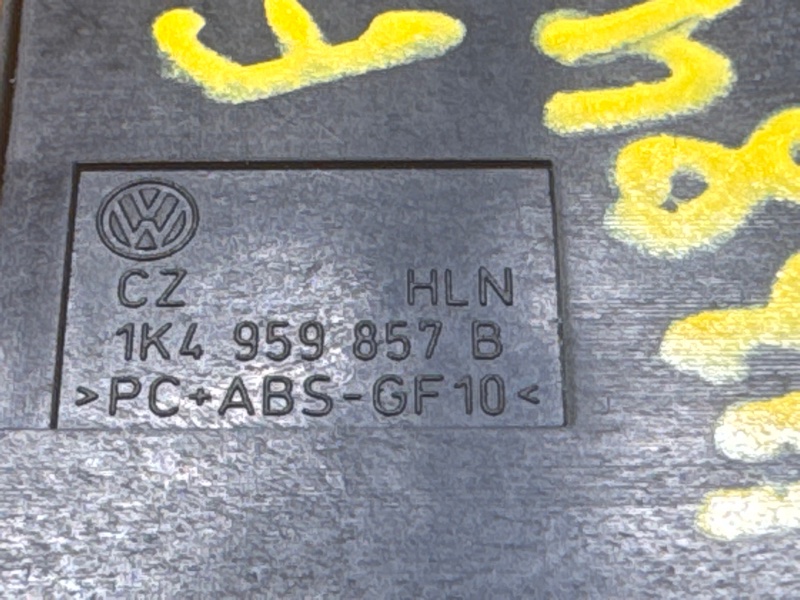 CZ HLN
1K4 959 857 B
>PC+ABS-GF10<